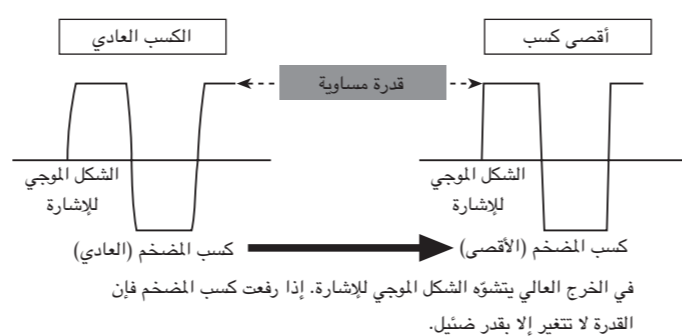 أقصى كسب
الكسب العادي
قدرة مساوية
الشكل الموجي
للإشارة
الشكل الموجي
للإشارة
كسب المضخم (الأقصى)
كسب المضخم (العادي)
في الخرج العالي يتشوّه الشكل الموجي للإشارة. إذا رفعت كسب المضخم فإن
القدرة لا تتغير إلا بقدر ضئيل.